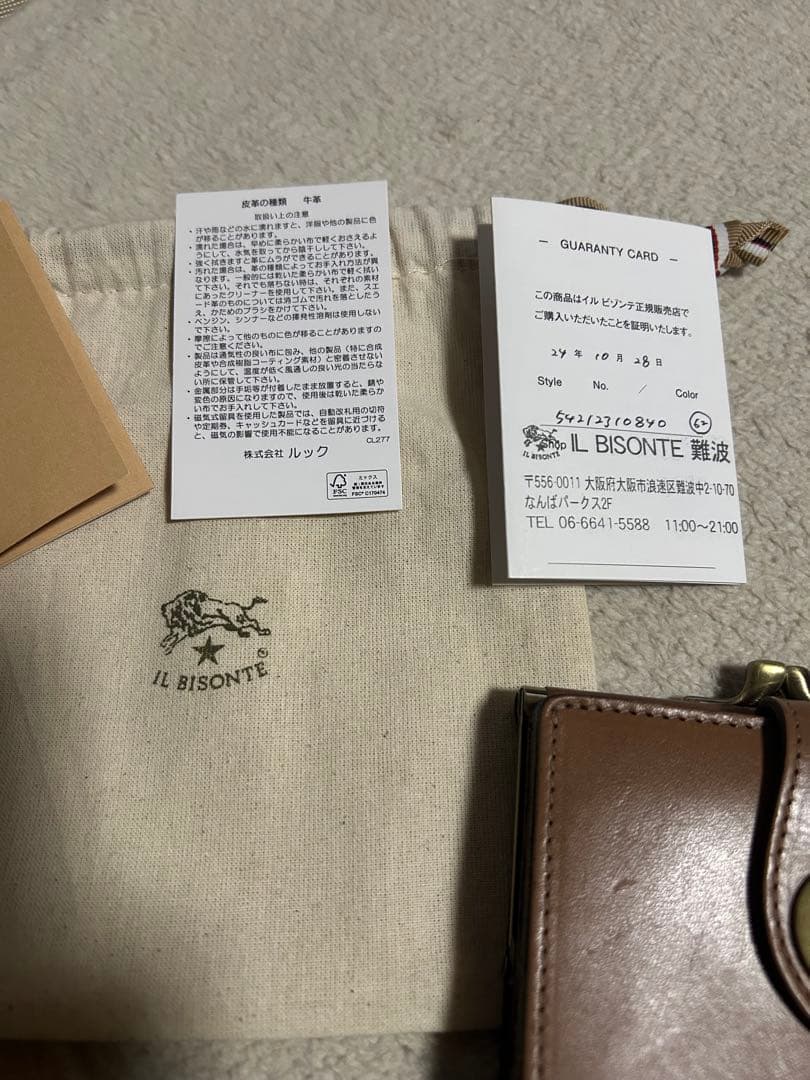 皮革の種類 牛革
取扱い上の注意
・汗や雨などの水に濡れますと、洋服や他の製品に色
が移ることがあります。
・濡れた場合は、早めに柔らかい布で軽くおさえるよ
うにして、水気を取ってから陰干しして下さい。
・強く拭きますと革にムラができることがあります。
・汚れた場合は、革の種類によってお手入れ方法が異
なります。一般的には乾いた柔らかい布で軽く拭い
て下さい。それでも落ちない時は、それぞれの素材
にあったクリーナーを使用して下さい。また、スエ
ード革のものについては消ゴムで汚れを落としたう
え、かためのブラシをかけて下さい。
・ベンジン、シンナーなどの揮発性溶剤は使用しない
で下さい。
・摩擦によって他のものに色が移ることがありますの
でご注意ください。
・製品は通気性の良い布に包み、他の製品（特に合成
皮革や合成樹脂コーティング素材）と密着させない
ようにして、温度が低く風通しの良い光の当たらな
い所に保管して下さい。
・金属部分は手垢等が付着したまま放置すると、錆や
変色の原因になりますので、使用後は乾いた柔らか
い布でお手入れして下さい。
・磁気式留具を使用した製品では、自動改札用の切符
や定期券、キャッシュカードなどを留具に近づける
と、磁気の影響で使用不能になることがあります。
CL277
株式会社 ルック
FSC
ミックス
FSC® C170474
— GUARANTY CARD —
この商品はイル ビゾンテ正規販売店で
ご購入いただいたことを証明いたします。
24 年 10 月 28 日
Style No. / Color
54212310840 62
Shop IL BISONTE 難波
IL BISONTE
〒556-0011 大阪府大阪市浪速区難波中2-10-70
なんばパークス2F
TEL 06-6641-5588 11:00～21:00
IL BISONTE®